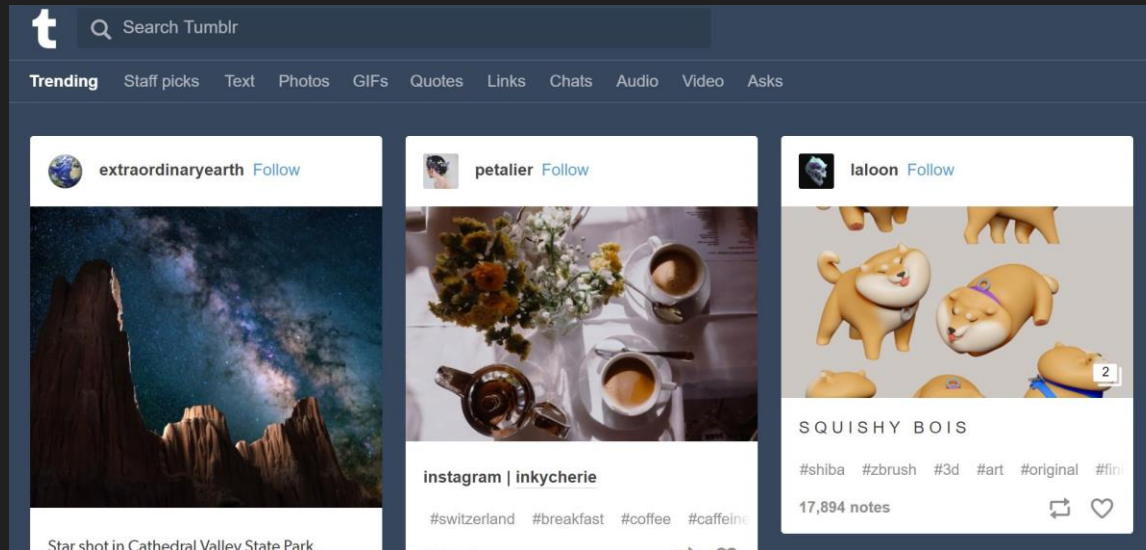 t
Search Tumblr
Trending Staff picks Text Photos GIFs Quotes Links Chats Audio Video Asks
extraordinaryearth Follow
Star shot in Cathedral Valley State Park
petalier Follow
instagram | inkycherie
#switzerland #breakfast #coffee #caffeine
laloon Follow
2
SQUISHY BOIS
#shiba #zbrush #3d #art #original
17,894 notes